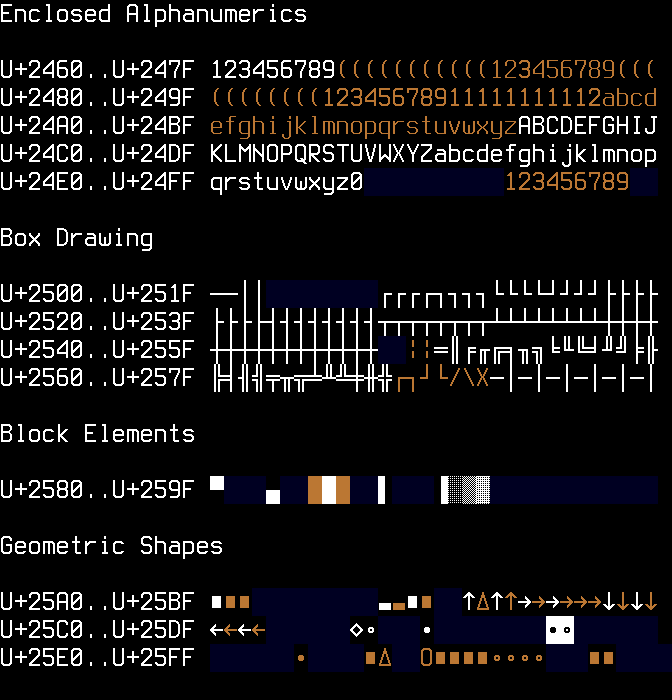 Enclosed Alphanumerics
U+2460..U+247F 123456789(((((((((((123456789(((
U+2480..U+249F ((((((((12345678911111111112abcd
U+24A0..U+24BF efghijklmnopqrstuvwxyzABCDEFGHIJ
U+24C0..U+24DF KLMNOPQRSTUVWXYZabcdefghijklmnop
U+24E0..U+24FF qrstuvwxyz0          123456789
Box Drawing
U+2500..U+251F ──││        ┌┌┌┌┐┐┐┐└└└└┘┘┘┘├├├├
U+2520..U+253F ├├├├┤┤┤┤┤┤┤┤┬┬┬┬┬┬┬┬┴┴┴┴┴┴┴┴┼┼┼┼
U+2540..U+255F ┼┼┼┼┼┼┼┼┼┼┼┼  ¦¦═║╒╓╔╕╖╗╘╙╚╛╜╝╞╟
U+2560..U+257F ╠╡╢╣╤╥╦╧╨╩╪╫╬┌┐┘└/\X─│─│─│─│─│─│
Block Elements
U+2580..U+259F
Geometric Shapes
U+25A0..U+25BF ■■■         ▬▬▮▮  ↑Δ↑↑→→→→→→↓↓↓↓
U+25C0..U+25DF ←←←←      ◇○   •        ◘◙
U+25E0..U+25FF